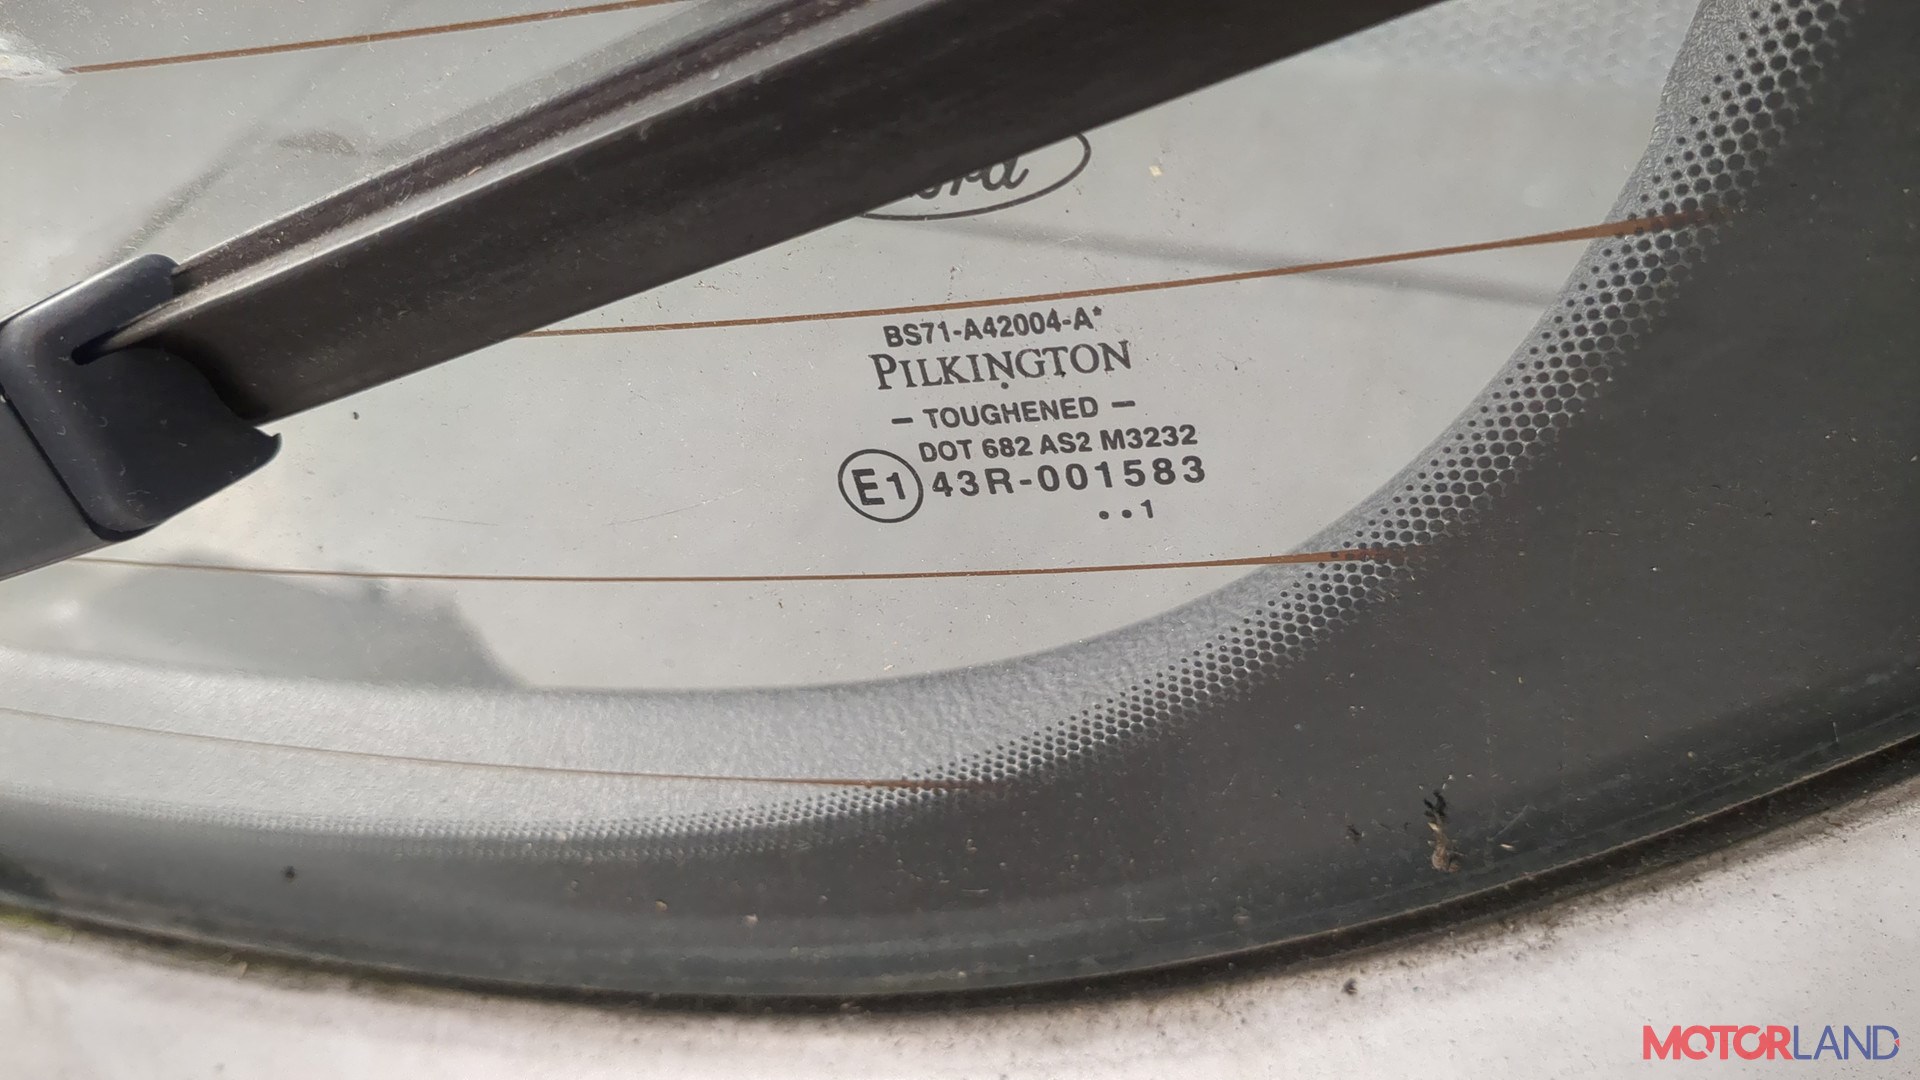 BS71-A42004-A*
PILKINGTON
– TOUGHENED –
DOT 682 AS2 M3232
E1 43R-001583
••1
MOTORLAND